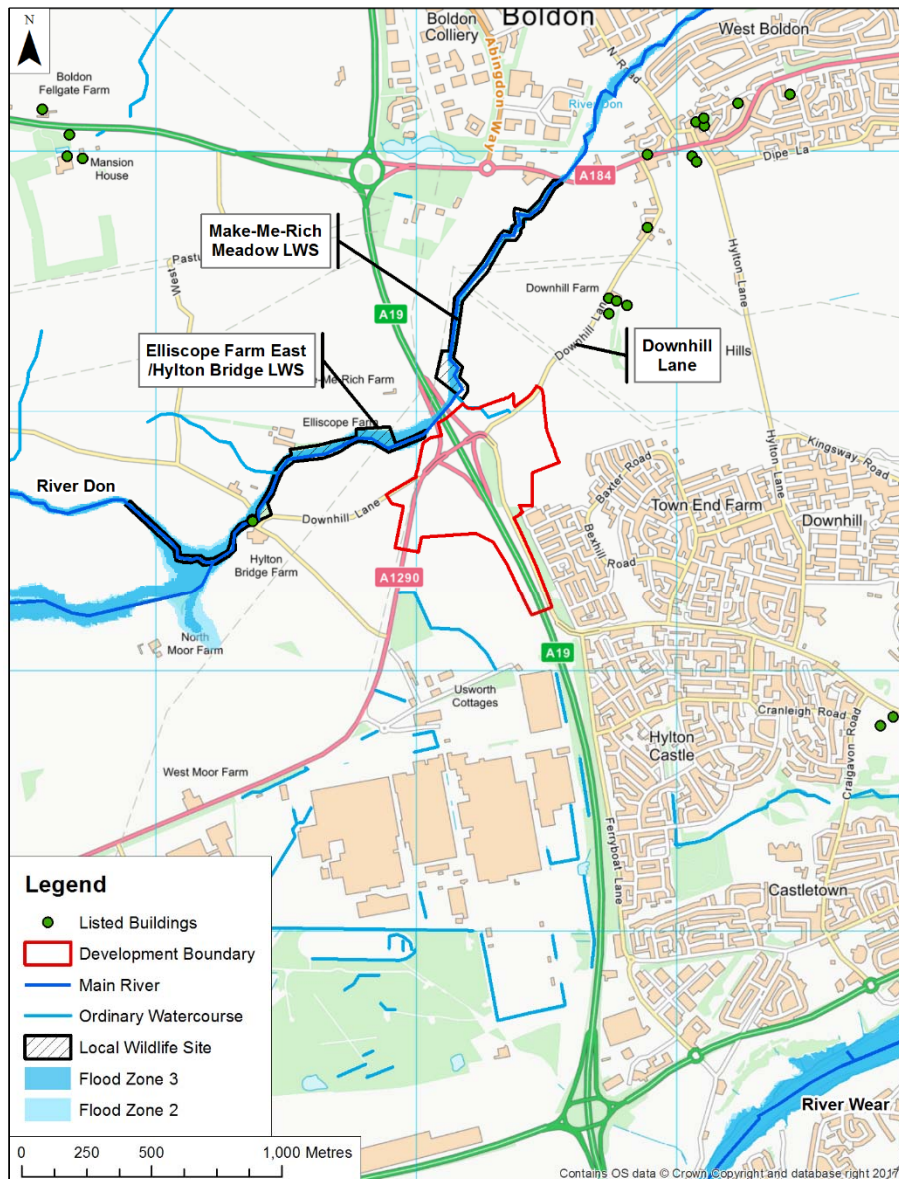 N
Boldon
Colliery
Boldon
West Boldon
Abingdon Way
N- Road
Boldon
Fellgate Farm
River Don
Mansion
House
Dipe La
A184
Make-Me-Rich
Meadow LWS
Hylton Lane
West
Pastu
Downhill Farm
A19
Downhill Lane
Elliscope Farm East
/Hylton Bridge LWS
Downhill
Lane
Hills
e-Me-Rich Farm
Elliscope Farm
Hylton Lane
Kingsway Road
Baxter Road
River Don
Town End Farm
Downhill
Downhill Lane
Bexhill Road
Hylton
Bridge Farm
A1290
North
Moor Farm
A19
Usworth
Cottages
Cranleigh Road
Hylton
Castle
Craigavon Road
West Moor Farm
Ferryboat Lane
Castletown
Legend
Listed Buildings
Development Boundary
Main River
Ordinary Watercourse
Local Wildlife Site
Flood Zone 3
Flood Zone 2
River Wear
0 250 500 1,000 Metres
Contains OS data © Crown Copyright and database right 2017